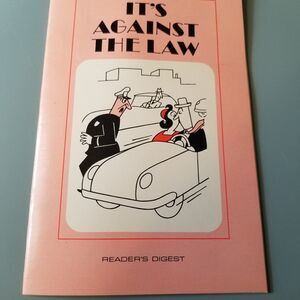 IT'S
AGAINST
THE LAW
READER'S DIGEST